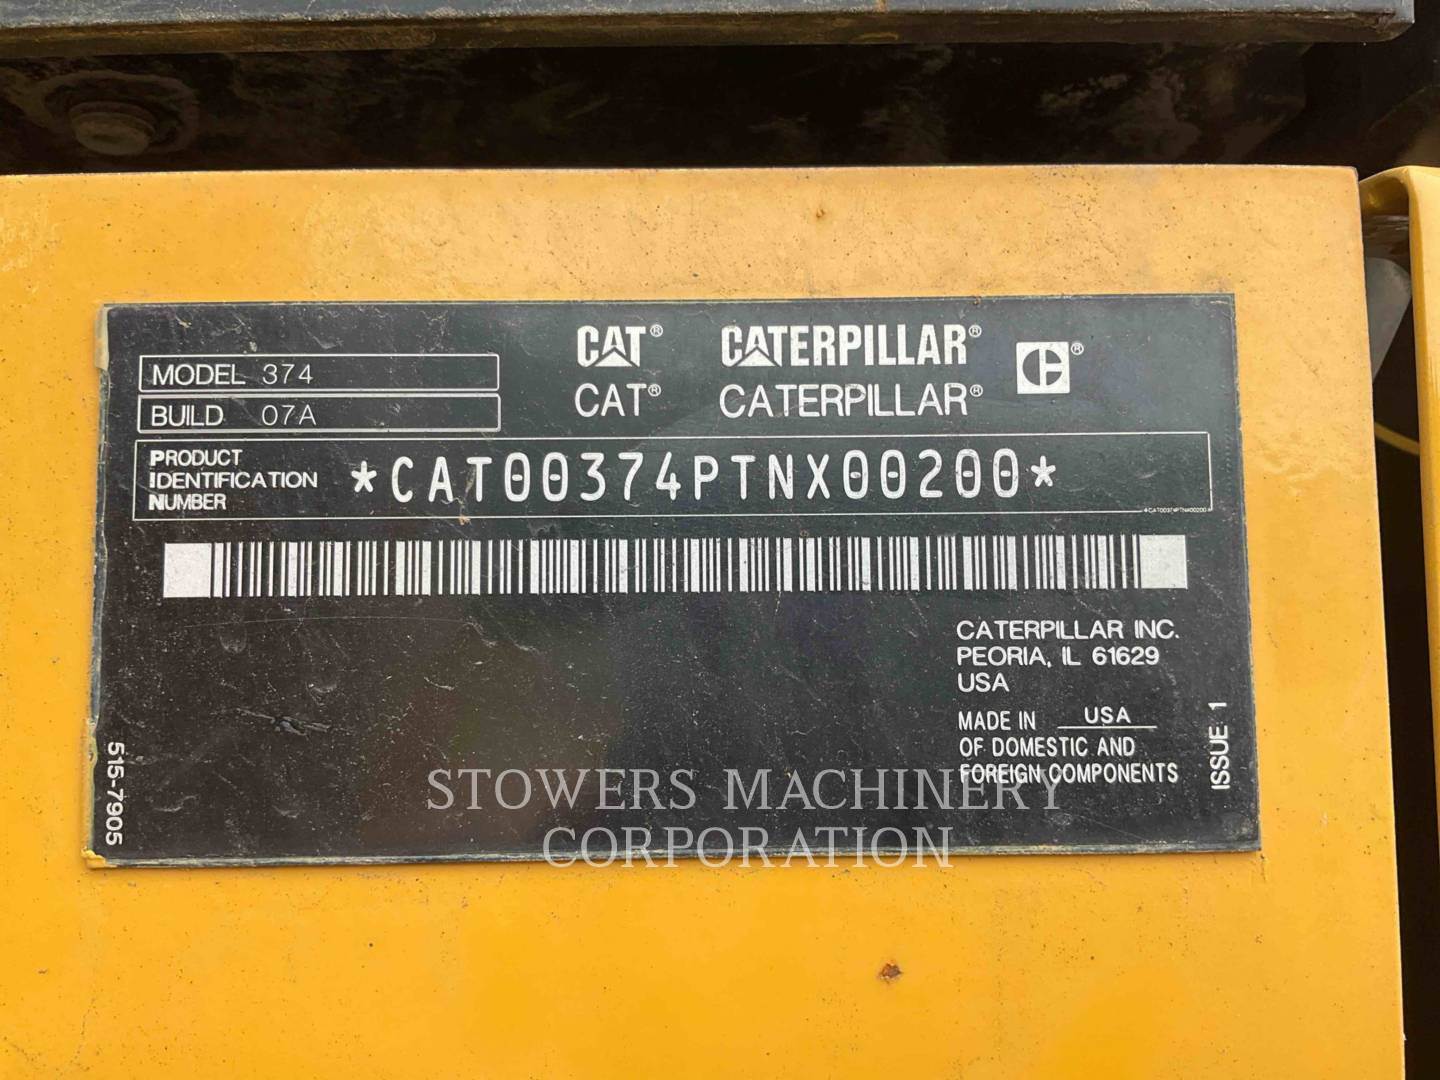 MODEL 374
BUILD 07A
CAT® CATERPILLAR® C®
CAT® CATERPILLAR®
PRODUCT
IDENTIFICATION
NUMBER
*CAT00374PTNX00200*
*CAT00374PTNX00200*
CATERPILLAR INC.
PEORIA, IL 61629
USA
MADE IN USA
OF DOMESTIC AND
FOREIGN COMPONENTS
ISSUE 1
515-7905
STOWERS MACHINERY
CORPORATION